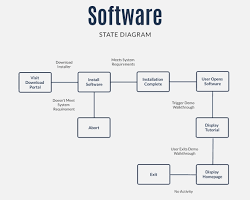 Software
STATE DIAGRAM
Download
Installer
Meets System
Requirements
Visit
Download
Portal
Install
Software
Installation
Complete
User Opens
Software
Doesn't Meet
System
Requirement
Trigger Demo
Walkthrough
Abort
Display
Tutorial
User Exits Demo
Walkthrough
Exit
Display
Homepage
No Activity